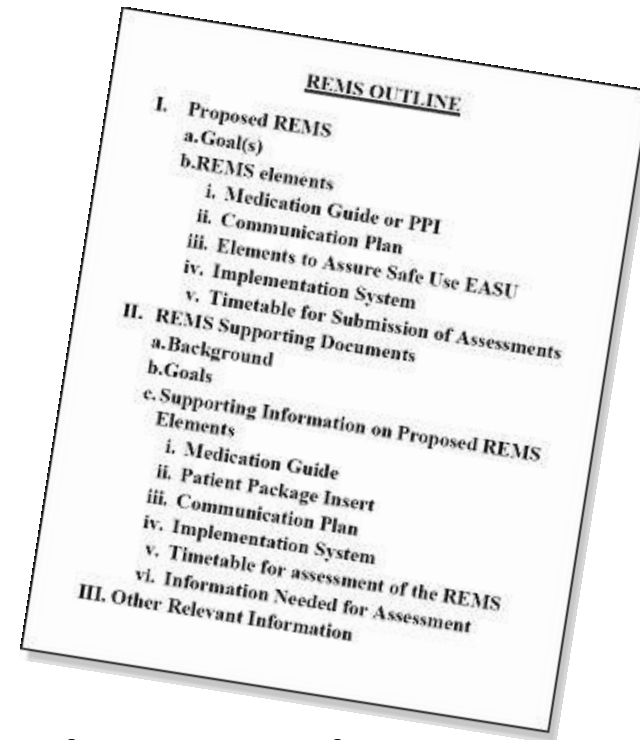 REMS OUTLINE
I. Proposed REMS
a.Goal(s)
b.REMS elements
i. Medication Guide or PPI
ii. Communication Plan
iii. Elements to Assure Safe Use EASU
iv. Implementation System
v. Timetable for Submission of Assessments
II. REMS Supporting Documents
a.Background
b.Goals
c.Supporting Information on Proposed REMS
Elements
i. Medication Guide
ii. Patient Package Insert
iii. Communication Plan
iv. Implementation System
v. Timetable for assessment of the REMS
vi. Information Needed for Assessment
III. Other Relevant Information